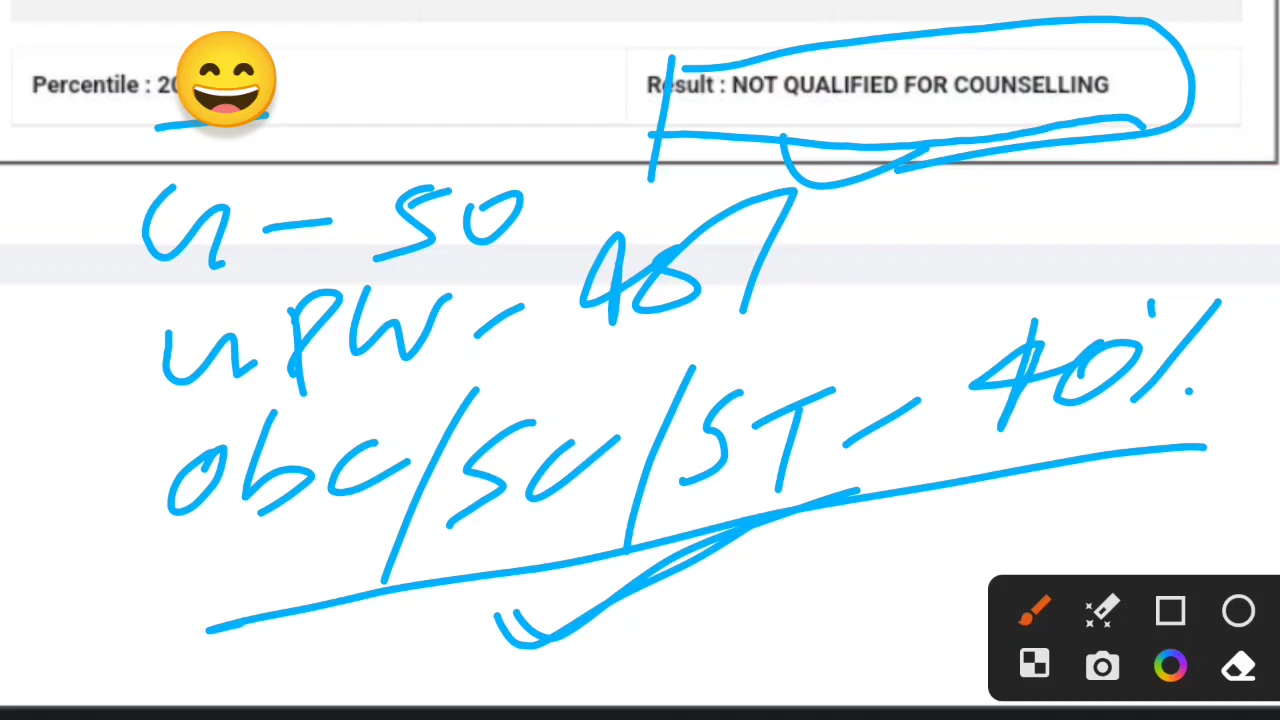 Percentile : 20
Result : NOT QUALIFIED FOR COUNSELLING
G - 50
UPW - 45%
obc/SC/ST - 40%